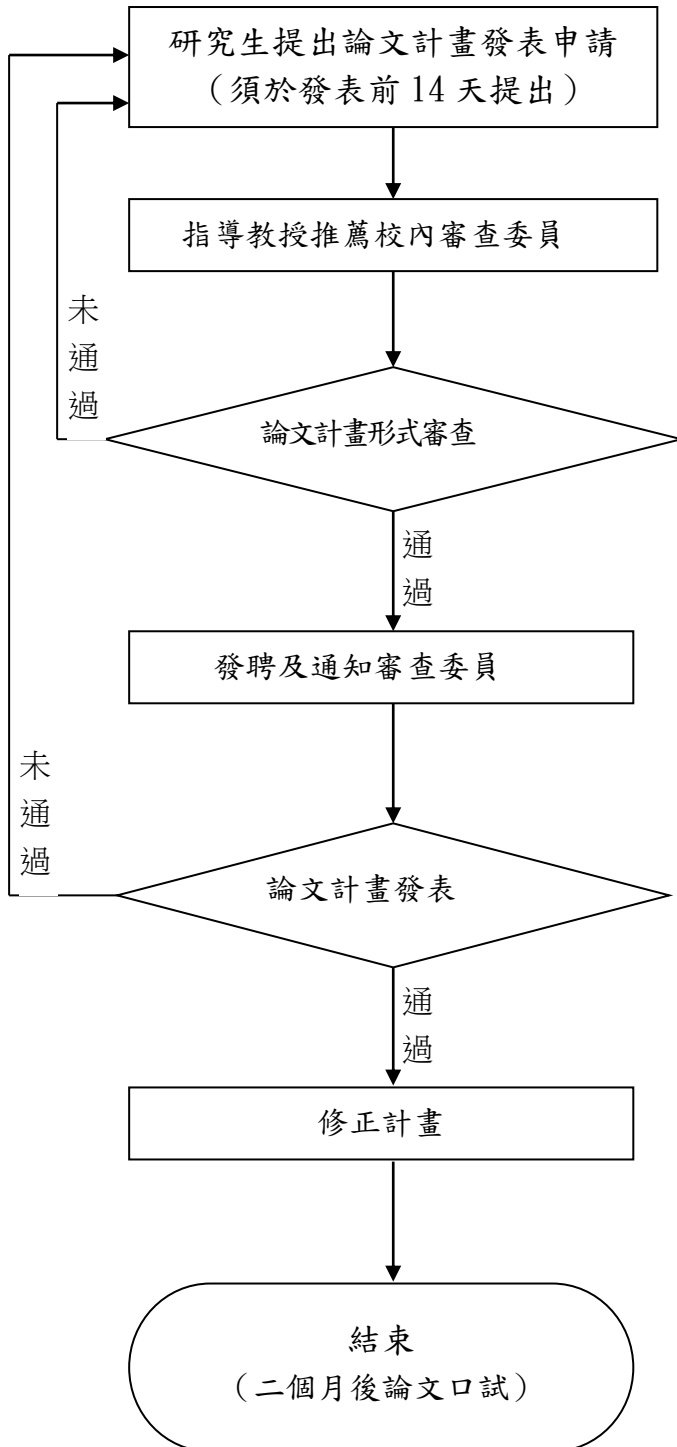 研究生提出論文計畫發表申請
（須於發表前 14 天提出）
指導教授推薦校內審查委員
未通過
論文計畫形式審查
通過
發聘及通知審查委員
未通過
論文計畫發表
通過
修正計畫
結束
（二個月後論文口試）